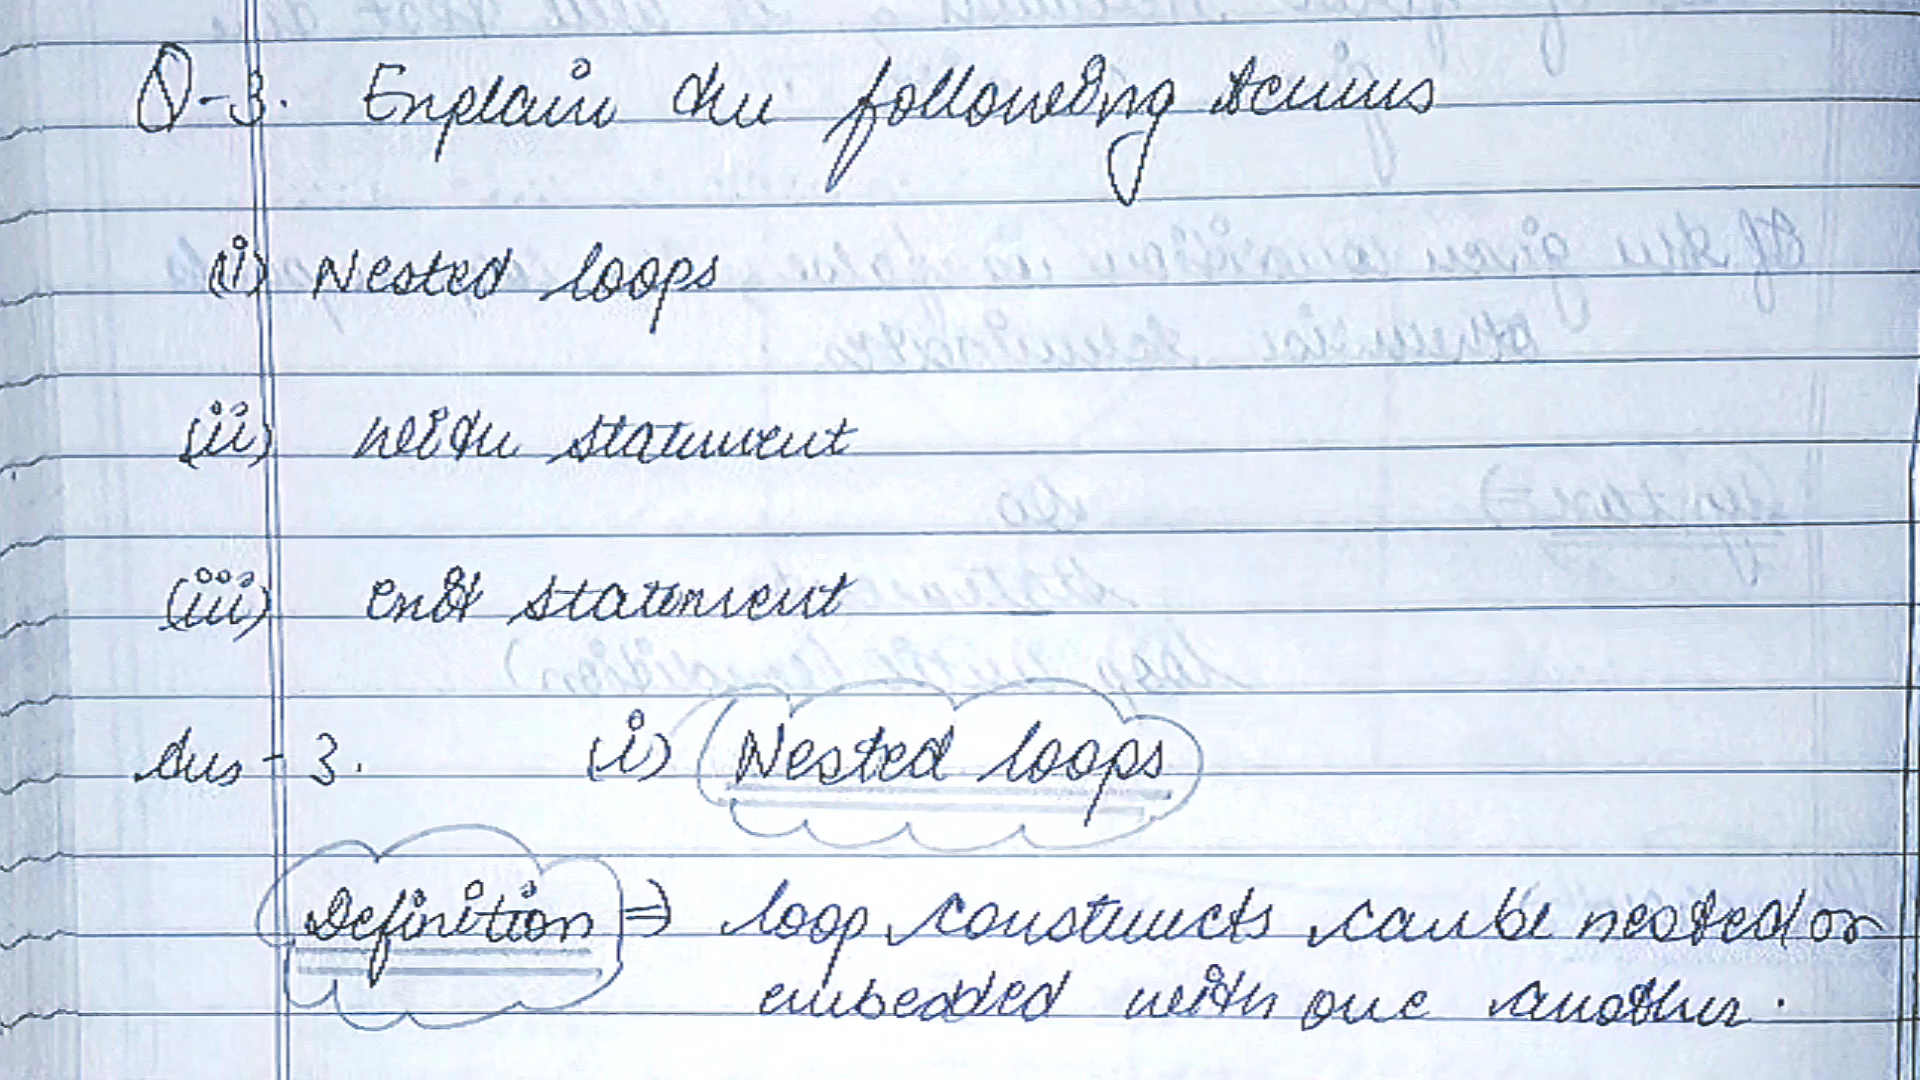 Q-3. Explain the following terms
(i) Nested loops
(ii) with statement
(iii) exit statement
Ans-3. (i) Nested loops
Definition ⇒ loop constructs can be nested or
embedded with one another.